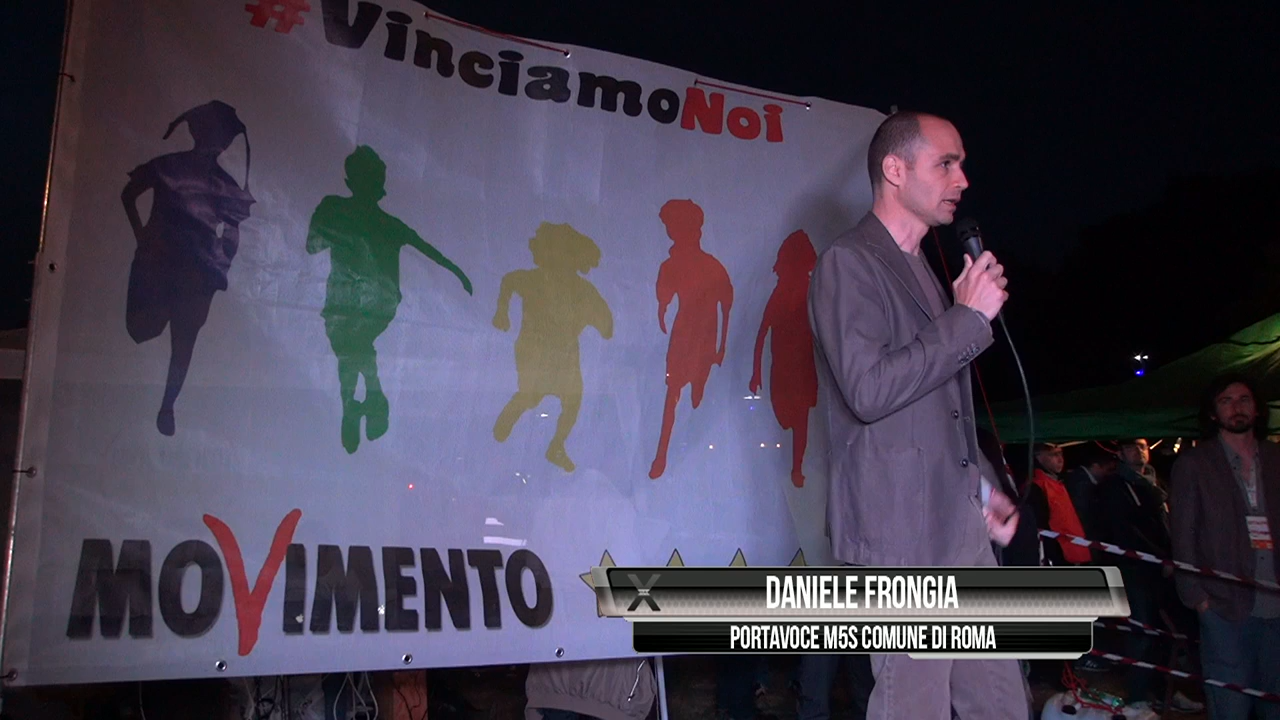 #VinciamoNoi
MOVIMENTO
DANIELE FRONGIA
PORTAVOCE M5S COMUNE DI ROMA